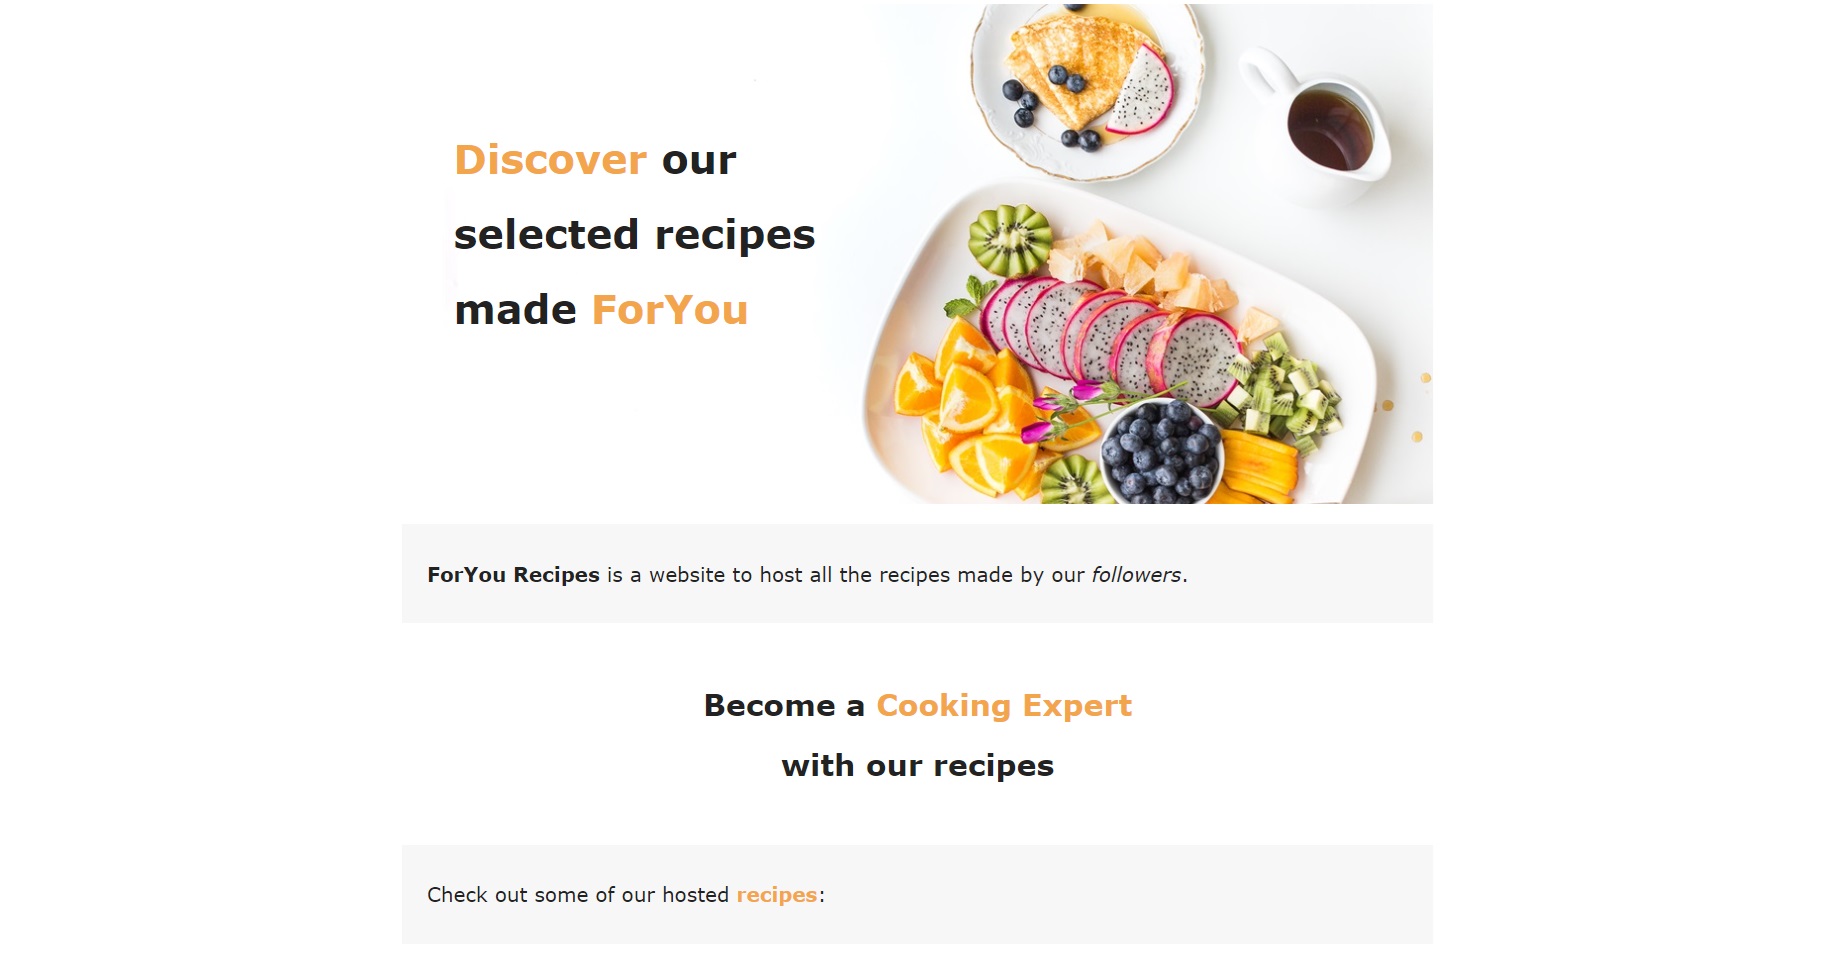 Discover our
selected recipes
made ForYou
ForYou Recipes is a website to host all the recipes made by our followers.
Become a Cooking Expert
with our recipes
Check out some of our hosted recipes: